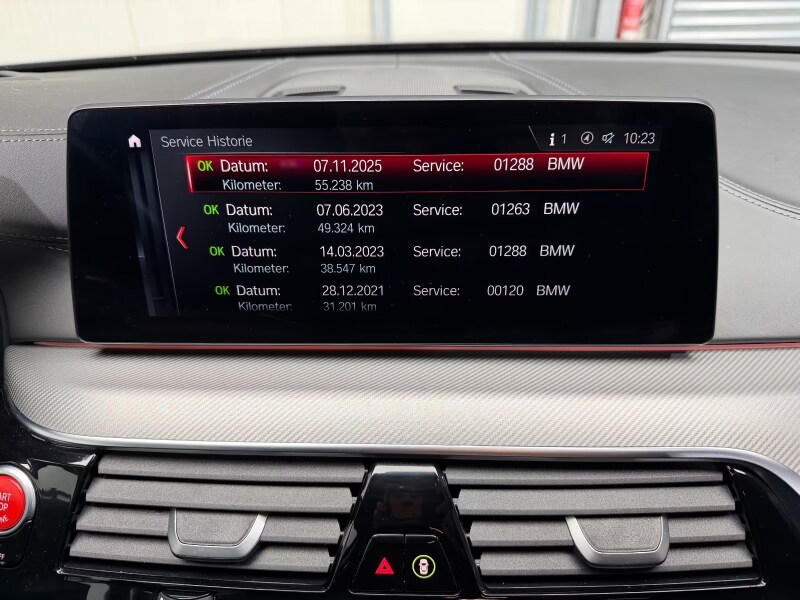 Service Historie
1 10:23
OK Datum: 07.11.2025 Service: 01288 BMW
Kilometer: 55.238 km
OK Datum: 07.06.2023 Service: 01263 BMW
Kilometer: 49.324 km
OK Datum: 14.03.2023 Service: 01288 BMW
Kilometer: 38.547 km
OK Datum: 28.12.2021 Service: 00120 BMW
Kilometer: 31.201 km